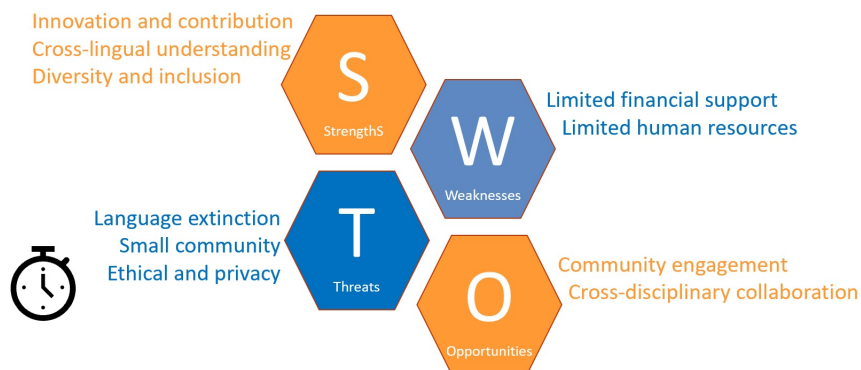 Innovation and contribution
Cross-lingual understanding
Diversity and inclusion
S
StrengthS
W
Weaknesses
Limited financial support
Limited human resources
Language extinction
Small community
Ethical and privacy
T
Threats
O
Opportunities
Community engagement
Cross-disciplinary collaboration